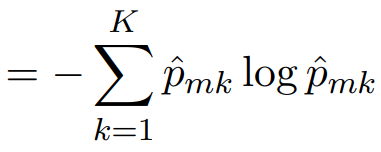 = − ∑_{k=1}^{K} p̂_{mk} log p̂_{mk}